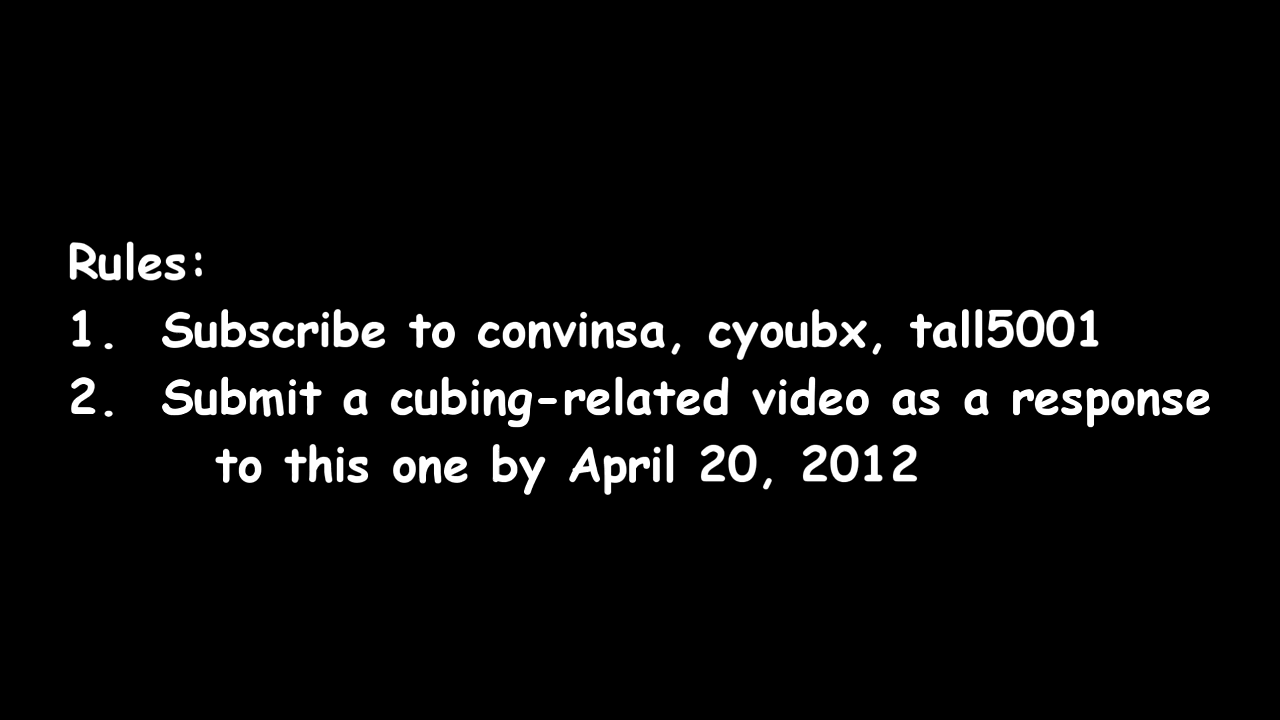 Rules:
1. Subscribe to convinsa, cyoubx, tall5001
2. Submit a cubing-related video as a response
to this one by April 20, 2012